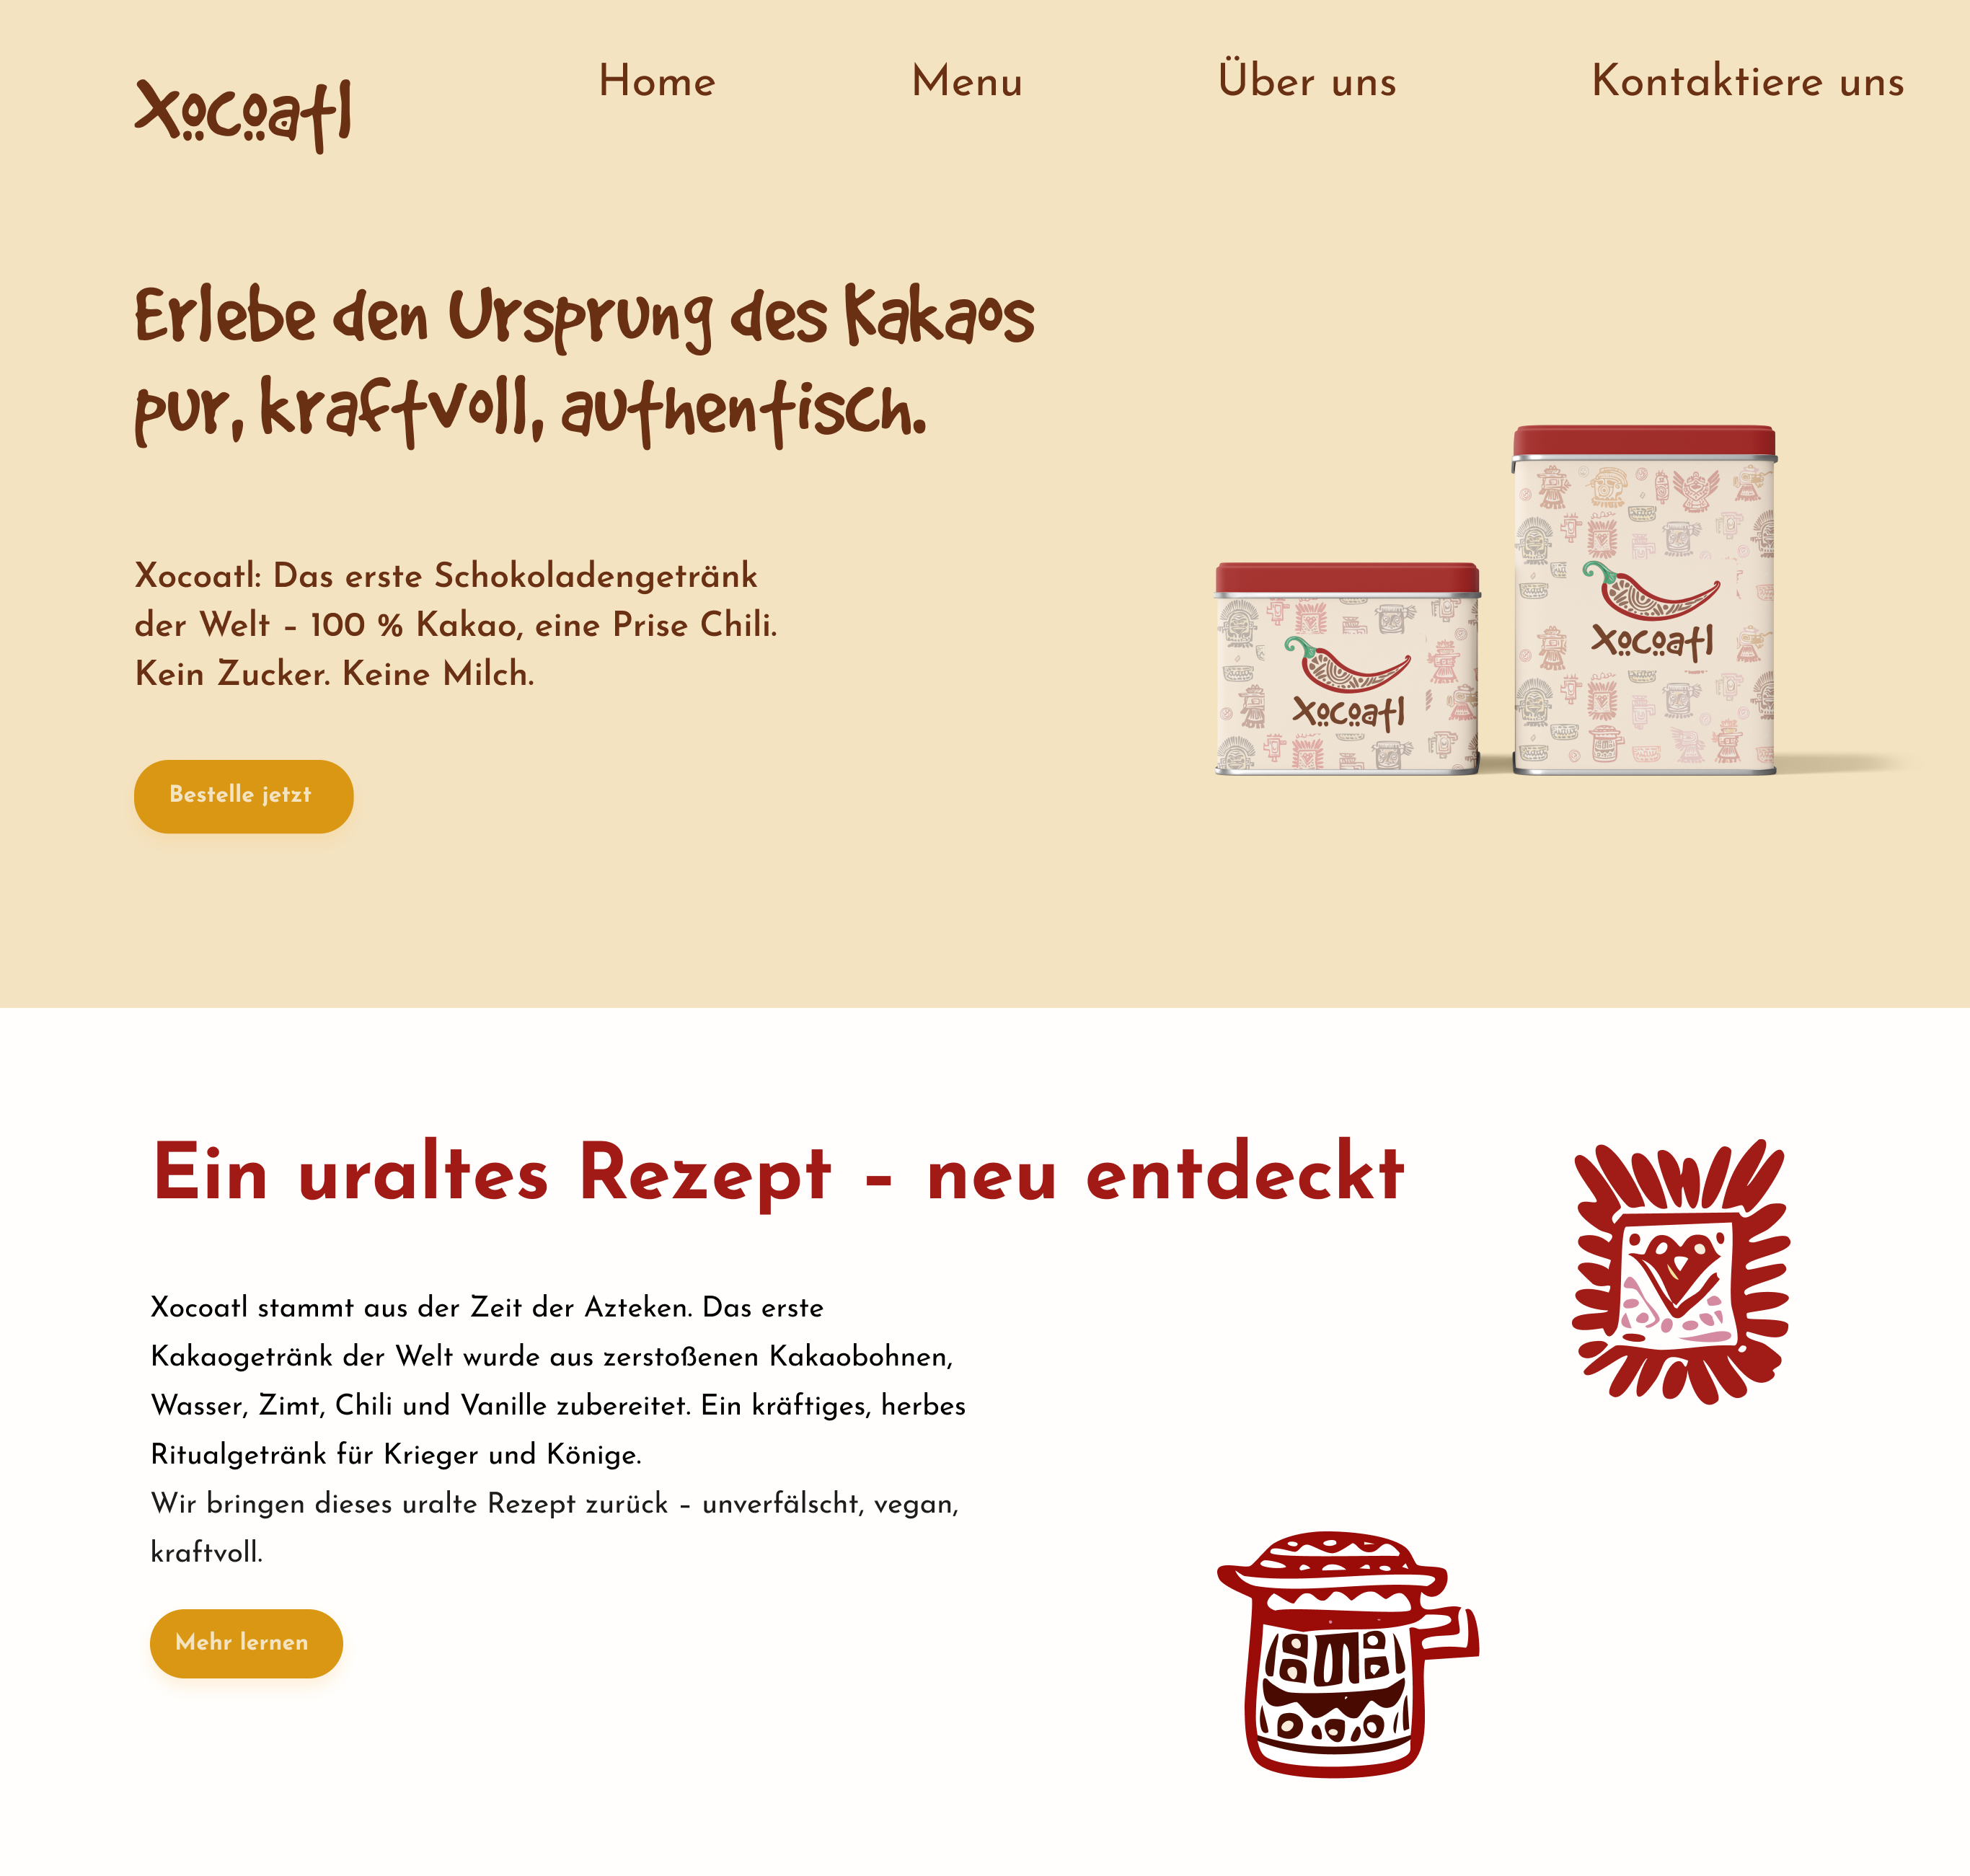 Xocoatl
Home
Menu
Über uns
Kontaktiere uns
Erlebe den Ursprung des Kakaos
pur, kraftvoll, authentisch.
Xocoatl: Das erste Schokoladengetränk
der Welt – 100 % Kakao, eine Prise Chili.
Kein Zucker. Keine Milch.
Bestelle jetzt
Xocoatl
Xocoatl
Ein uraltes Rezept – neu entdeckt
Xocoatl stammt aus der Zeit der Azteken. Das erste
Kakaogetränk der Welt wurde aus zerstoßenen Kakaobohnen,
Wasser, Zimt, Chili und Vanille zubereitet. Ein kräftiges, herbes
Ritualgetränk für Krieger und Könige.
Wir bringen dieses uralte Rezept zurück – unverfälscht, vegan,
kraftvoll.
Mehr lernen